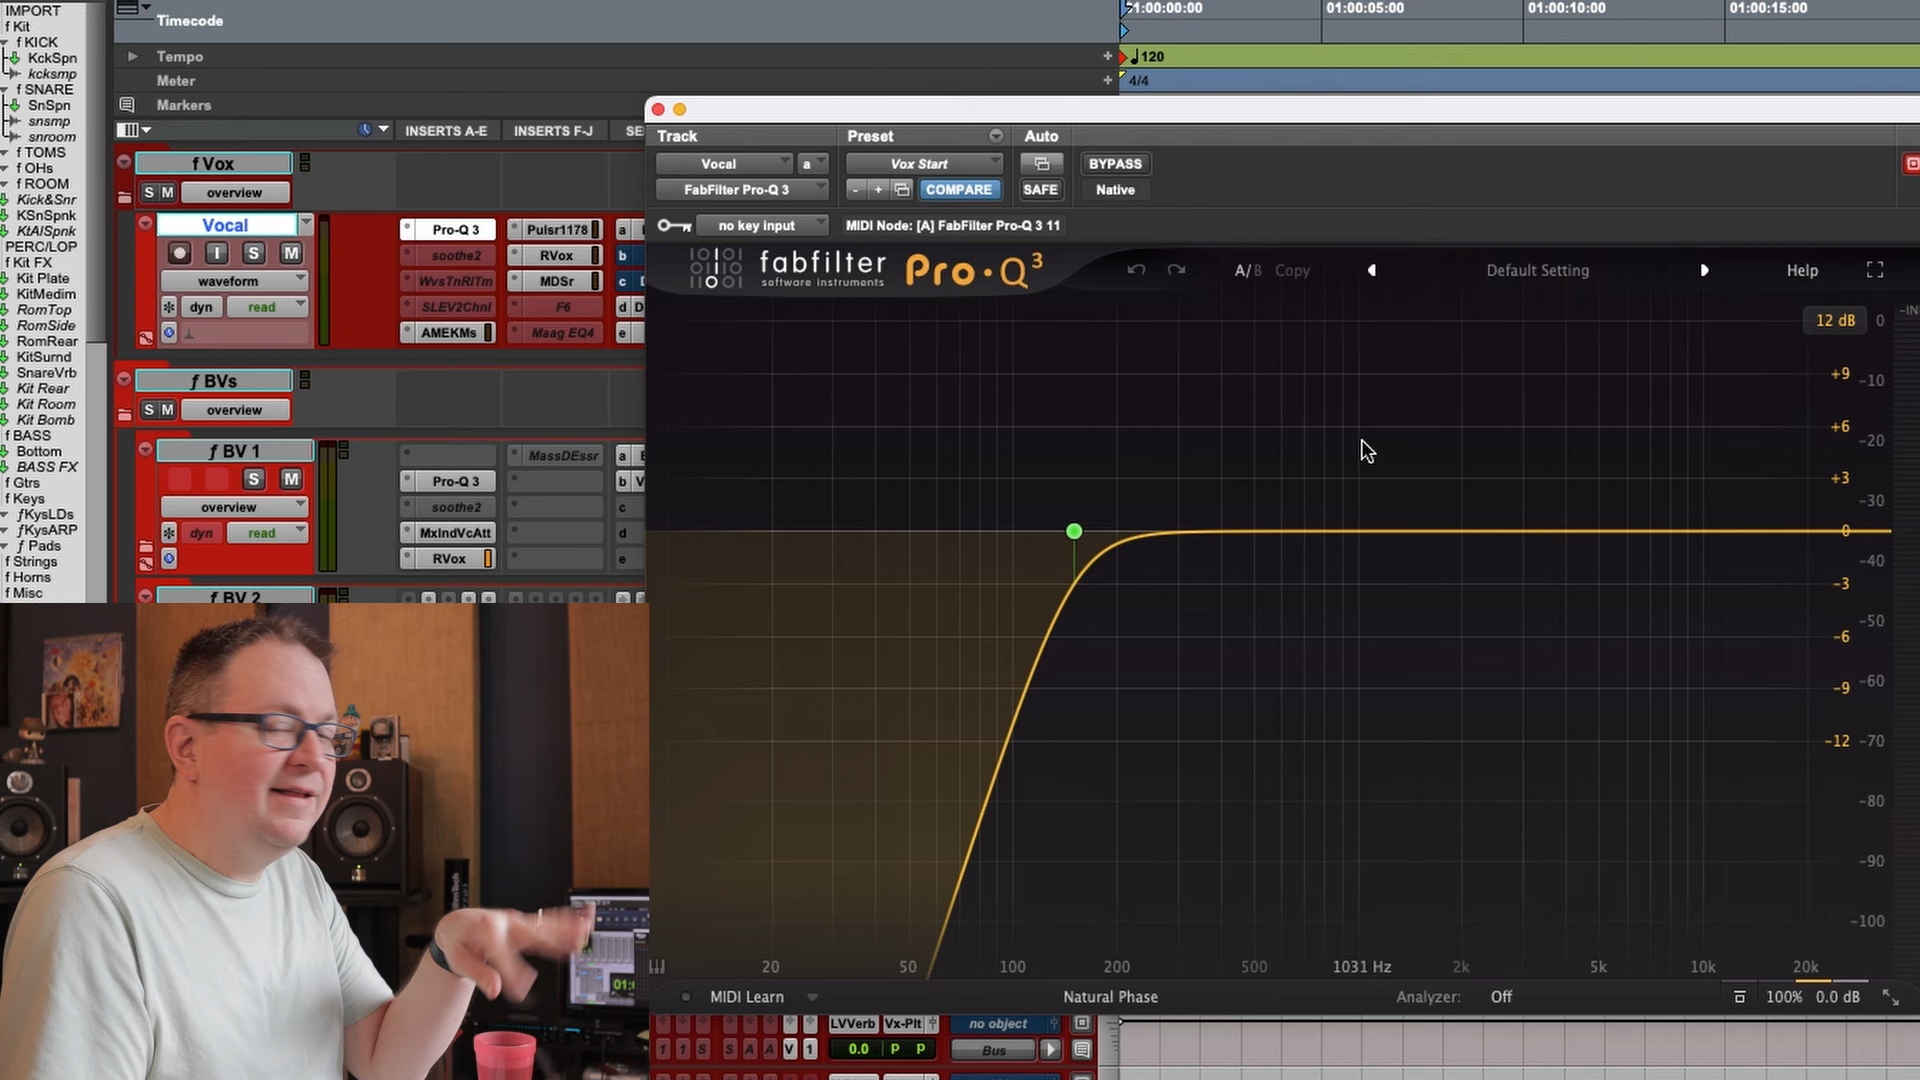 IMPORT
f Kit
f KICK
KckSpn
kcksmp
f SNARE
SnSpn
snsmp
snroom
f TOMS
f OHs
f ROOM
Kick&Snr
KSnSpnk
KtAlSpnk
PERC/LOP
f Kit FX
Kit Plate
KitMedim
RomTop
RomSide
RomRear
KitSurnd
SnareVrb
Kit Rear
Kit Room
Kit Bomb
f BASS
Bottom
BASS FX
f Gtrs
f Keys
ƒKysLDs
ƒKysARP
ƒ Pads
f Strings
f Horns
f Misc
Timecode
1:00:00:00 01:00:05:00 01:00:10:00 01:00:15:00
Tempo + 120
Meter + 4/4
Markers
INSERTS A-E INSERTS F-J SE
f Vox
S M overview
Vocal
I S M
waveform
dyn read
Pro-Q 3 Pulsr1178 a
soothe2 RVox b
WvsTnRlTm MDSr c
SLEV2Chnl F6 d D
AMEKMs Maag EQ4 e
ƒ BVs
S M overview
ƒ BV 1
S M
overview
dyn read
MassDEssr a
Pro-Q 3 b V
soothe2 c
MxIndVcAtt d
RVox e
ƒ BV 2
Track Preset Auto
Vocal a Vox Start BYPASS
FabFilter Pro-Q 3 - + COMPARE SAFE Native
no key input MIDI Node: [A] FabFilter Pro-Q 3 11
fabfilter Pro·Q3
software instruments
A/B Copy Default Setting Help
12 dB 0
+9 -10
+6 -20
+3 -30
0 -40
-3 -50
-6 -60
-9
-12 -70
-80
-90
-100
20 50 100 200 500 1031 Hz 2k 5k 10k 20k
MIDI Learn Natural Phase Analyzer: Off 100% 0.0 dB
LVVerb Vx-Plt no object
1 1 S S A A V 1 0.0 P P Bus